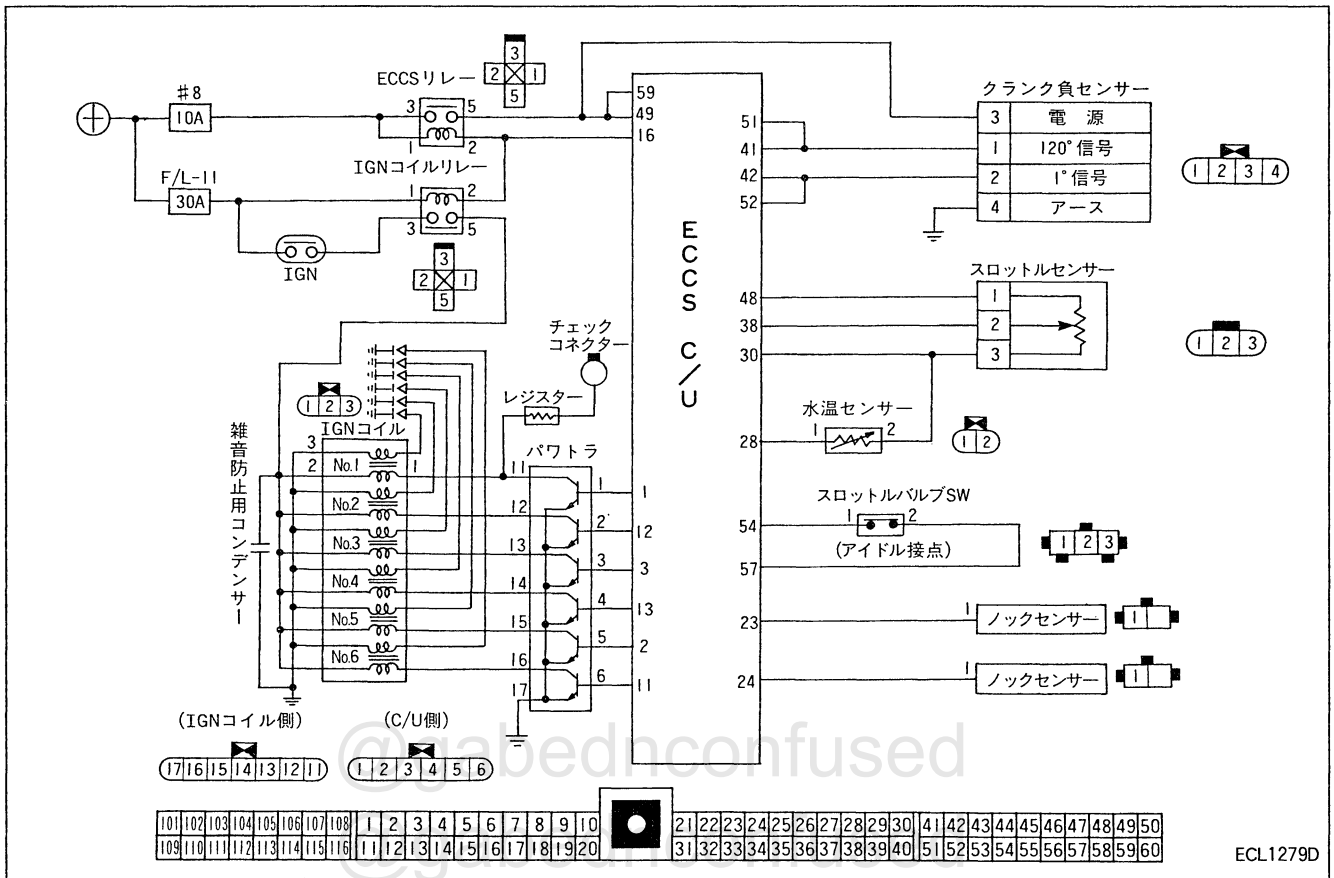 ECCSリレー
3
2 1
5
#8
10A
3 5
1 2
IGNコイルリレー
F/L-11
30A
1 2
3 5
IGN
3
2 1
5
59
49
16
ECCS C/U
51
41
42
52
48
38
30
28
54
57
23
24
クランク負センサー
3 電源
1 120°信号
2 1°信号
4 アース
1 2 3 4
スロットルセンサー
1
2
3
1 2 3
水温センサー
1 2
1 2
スロットルバルブSW
1 2
(アイドル接点)
1 2 3
1 ノックセンサー
1
1 ノックセンサー
1
チェック
コネクター
レジスター
パワトラ
1 2 3
IGNコイル
雑音防止用コンデンサー
3
2 No.1 1
No.2
No.3
No.4
No.5
No.6
11 1 1
12 2 12
13 3 3
14 4 13
15 5 2
16 6 11
17
(IGNコイル側)
17 16 15 14 13 12 11
(C/U側)
1 2 3 4 5 6
@gabednconfused
101 102 103 104 105 106 107 108 1 2 3 4 5 6 7 8 9 10 21 22 23 24 25 26 27 28 29 30 41 42 43 44 45 46 47 48 49 50
109 110 111 112 113 114 115 116 11 12 13 14 15 16 17 18 19 20 31 32 33 34 35 36 37 38 39 40 51 52 53 54 55 56 57 58 59 60
@gabednconfused
ECL1279D